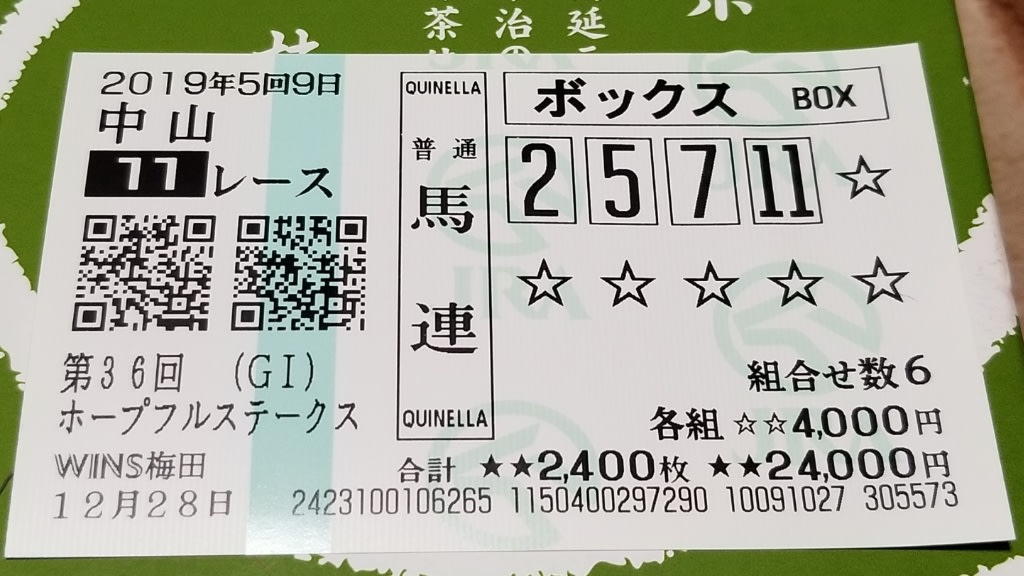 茶 治の 延
2019年5回9日
中山
11レース
第36回 (GI)
ホープフルステークス
WINS梅田
12月28日
QUINELLA
普通
馬連
QUINELLA
ボックス BOX
2 5 7 11 ☆
☆ ☆ ☆ ☆ ☆
組合せ数6
各組 ☆☆4,000円
合計 ★★2,400枚 ★★24,000円
2423100106265 1150400297290 10091027 305573
JRA